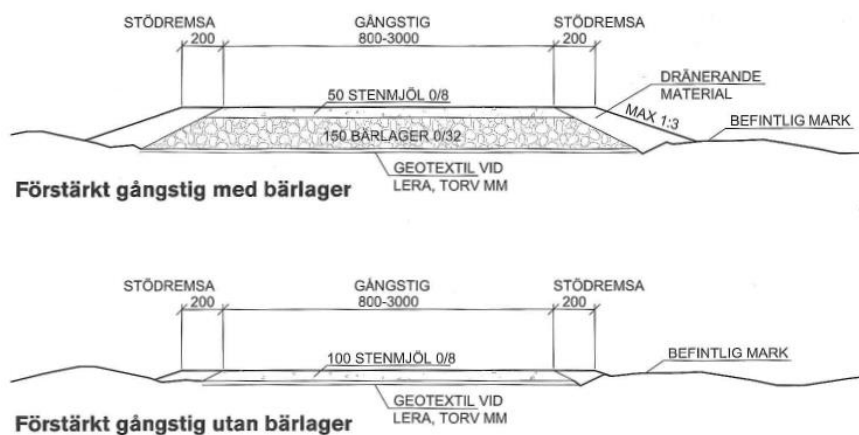 STÖDREMSA GÅNGSTIG STÖDREMSA
200 800-3000 200
DRÄNERANDE
MATERIAL
50 STENMJÖL 0/8
MAX 1:3
BEFINTLIG MARK
150 BÄRLAGER 0/32
GEOTEXTIL VID
LERA, TORV MM
Förstärkt gångstig med bärlager
STÖDREMSA GÅNGSTIG STÖDREMSA
200 800-3000 200
100 STENMJÖL 0/8
BEFINTLIG MARK
GEOTEXTIL VID
LERA, TORV MM
Förstärkt gångstig utan bärlager